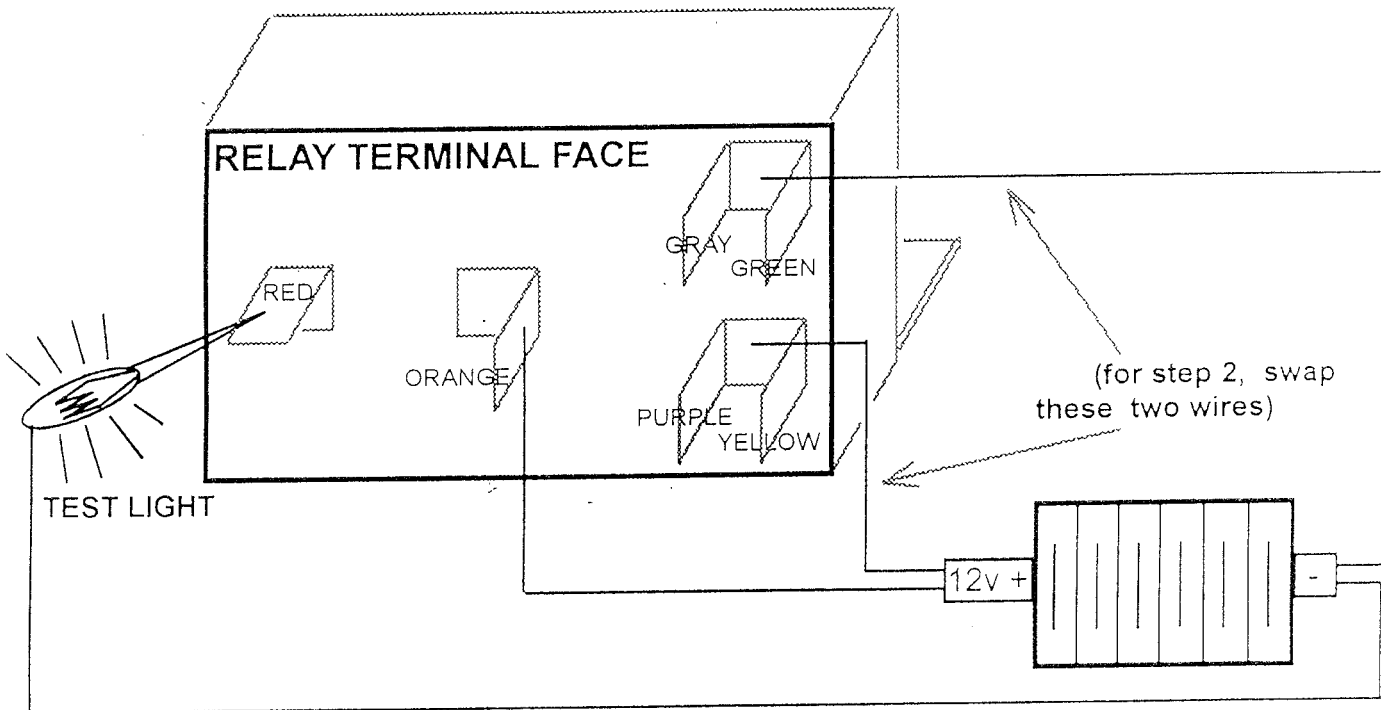 RELAY TERMINAL FACE
GRAY
GREEN
RED
ORANGE
PURPLE
YELLOW
(for step 2, swap
these two wires)
TEST LIGHT
12v +
-